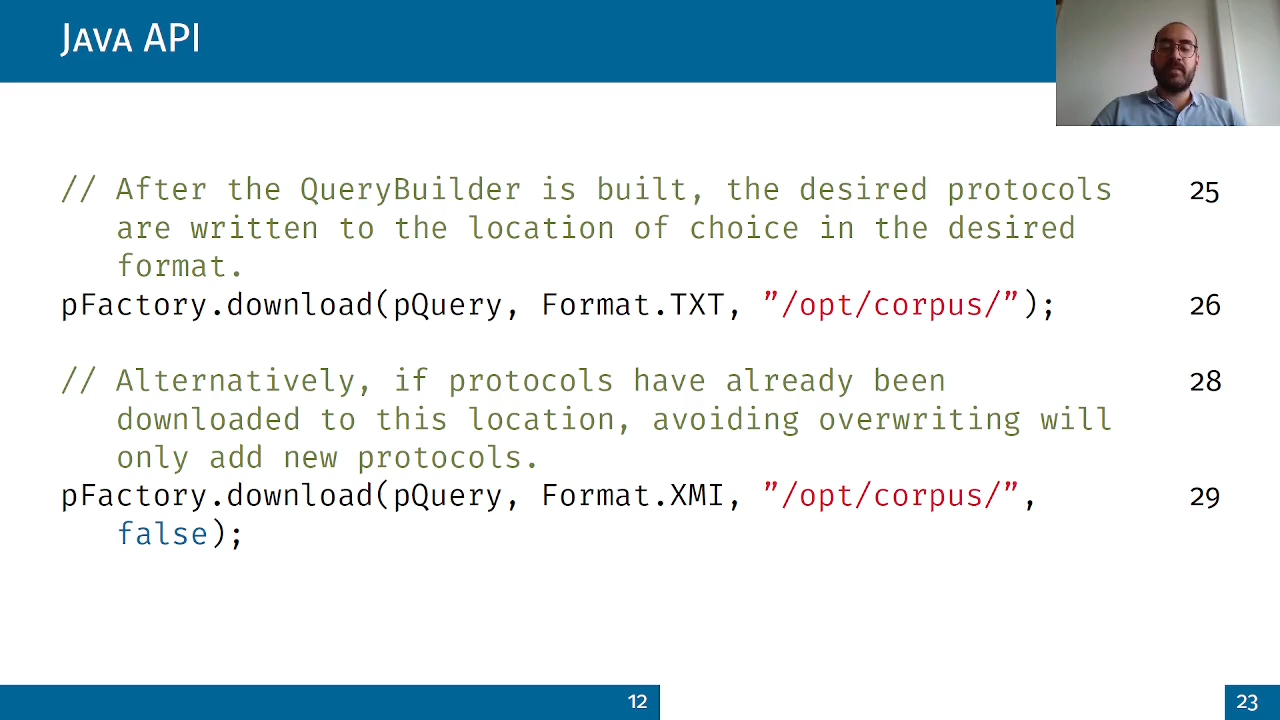 JAVA API
// After the QueryBuilder is built, the desired protocols 25
are written to the location of choice in the desired
format.
pFactory.download(pQuery, Format.TXT, ”/opt/corpus/”); 26
// Alternatively, if protocols have already been 28
downloaded to this location, avoiding overwriting will
only add new protocols.
pFactory.download(pQuery, Format.XMI, ”/opt/corpus/”, 29
false);
12 23